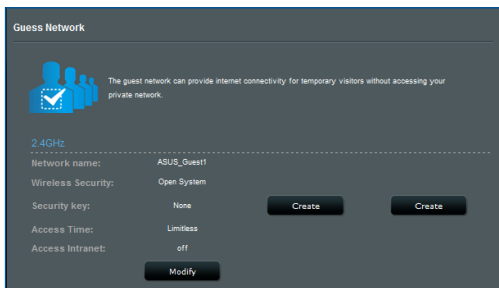 Guess Network
The guest network can provide internet connectivity for temporary visitors without accessing your
private network.
2.4GHz
Network name: ASUS_Guest1
Wireless Security: Open System
Security key: None Create Create
Access Time: Limitless
Access Intranet: off
Modify